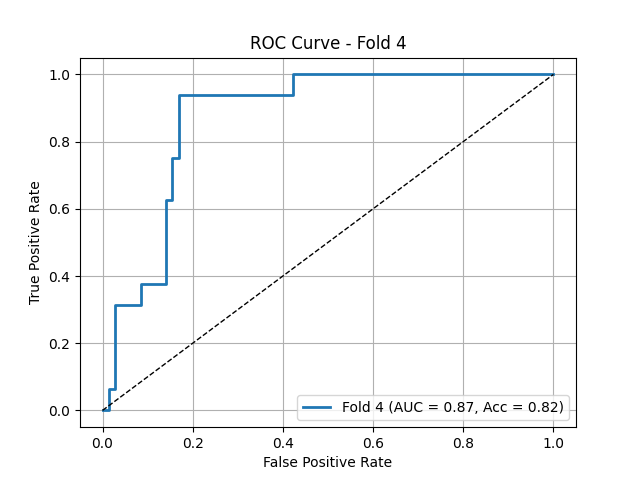 ROC Curve - Fold 4
True Positive Rate
1.0
0.8
0.6
0.4
0.2
0.0
Fold 4 (AUC = 0.87, Acc = 0.82)
0.0 0.2 0.4 0.6 0.8 1.0
False Positive Rate